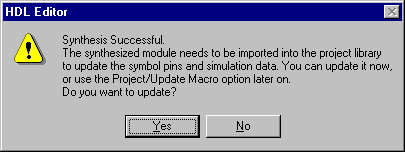 HDL Editor
Synthesis Successful.
The synthesized module needs to be imported into the project library
to update the symbol pins and simulation data. You can update it now,
or use the Project/Update Macro option later on.
Do you want to update?
Yes
No